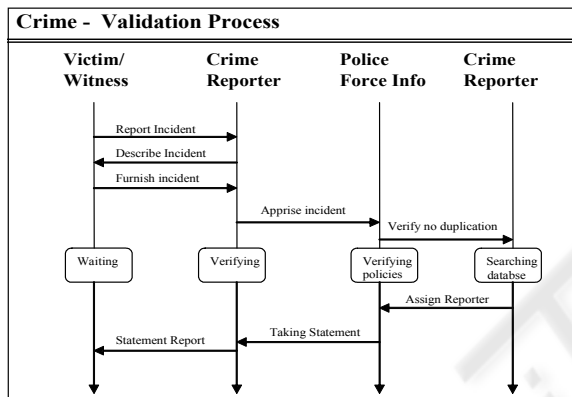 Crime - Validation Process
Victim/ Crime Police Crime
Witness Reporter Force Info Reporter
Report Incident
Describe Incident
Furnish incident
Apprise incident
Verify no duplication
Waiting Verifying Verifying Searching
policies databse
Assign Reporter
Taking Statement
Statement Report